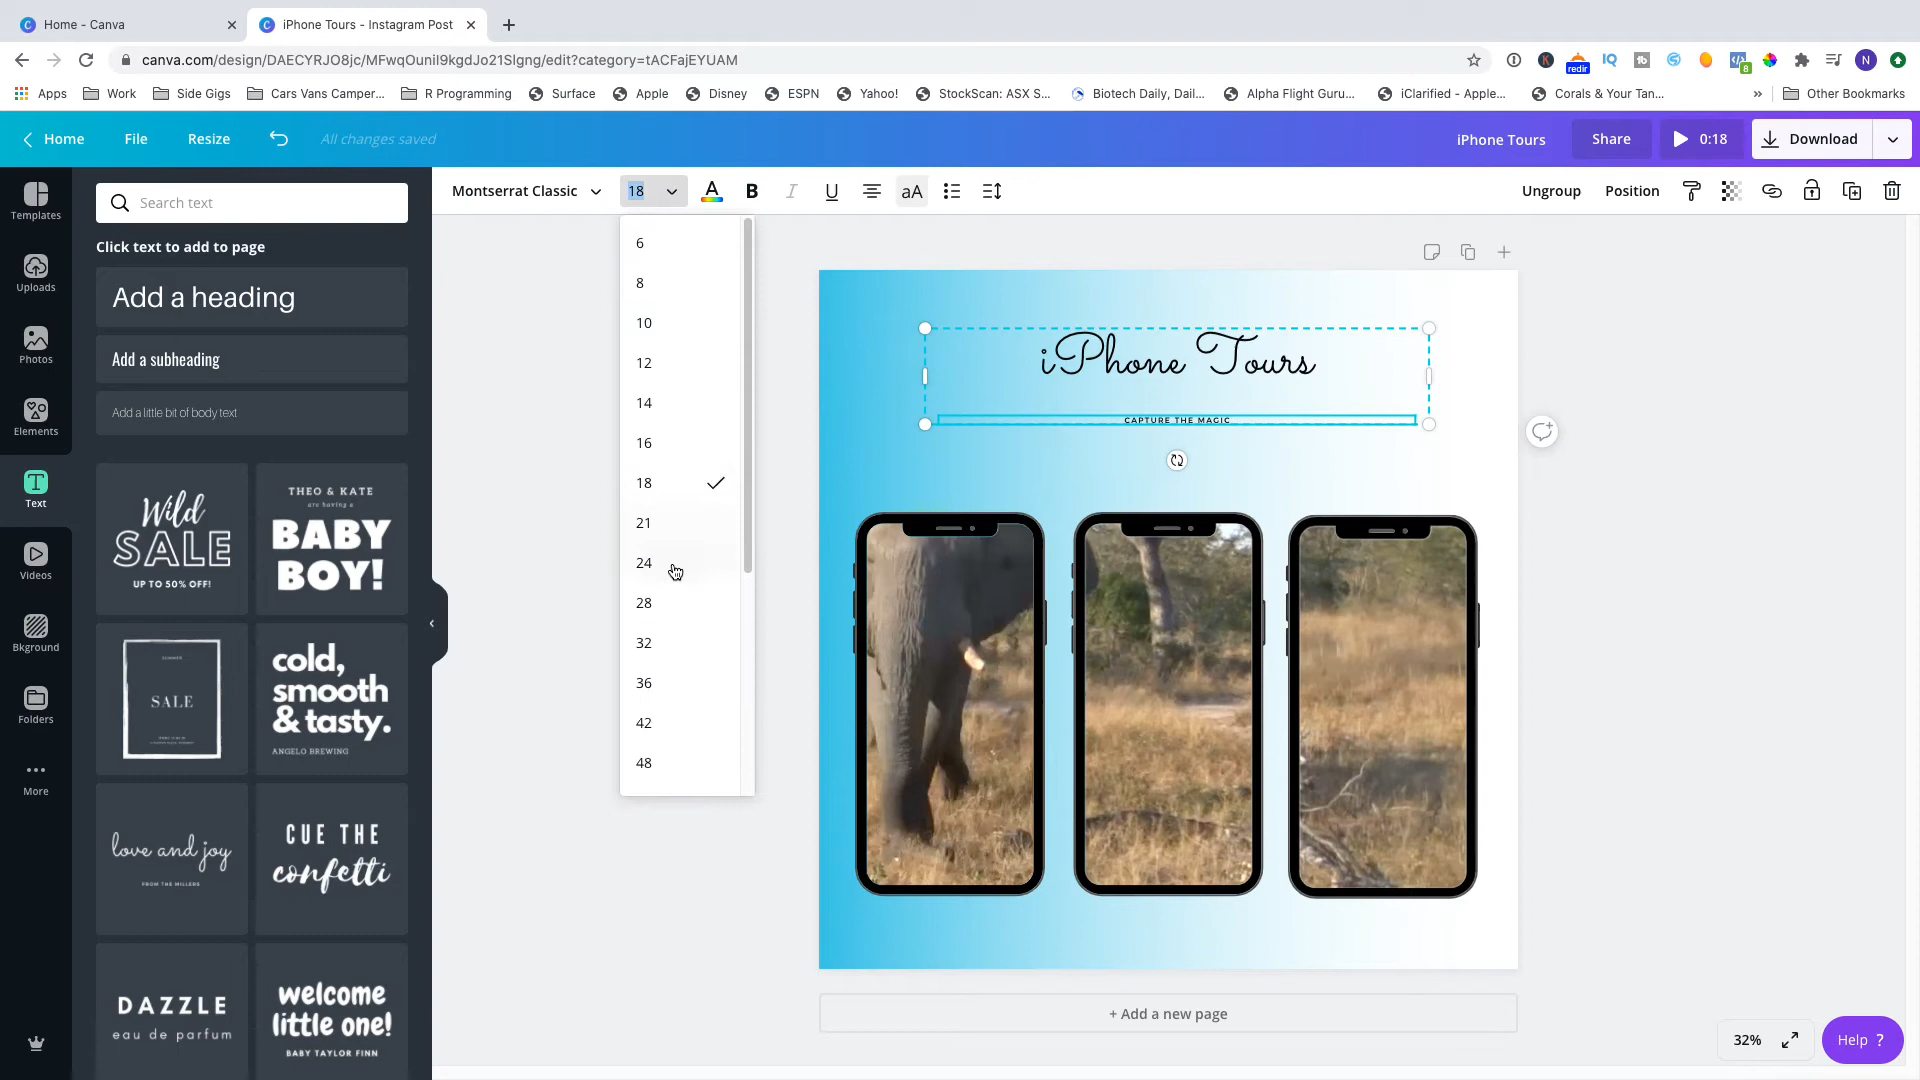 Home - Canva
iPhone Tours - Instagram Post
canva.com/design/DAECYRJO8jc/MFwqOunil9kgdJo21Slgng/edit?category=tACFajEYUAM
redir
8
N
Apps
Work
Side Gigs
Cars Vans Camper...
R Programming
Surface
Apple
Disney
ESPN
Yahoo!
StockScan: ASX S...
Biotech Daily, Dail...
Alpha Flight Guru...
iClarified - Apple...
Corals & Your Tan...
»
Other Bookmarks
Home
File
Resize
All changes saved
iPhone Tours
Share
0:18
Download
Templates
Uploads
Photos
Elements
Text
Videos
Bkground
Folders
More
Search text
Click text to add to page
Add a heading
Add a subheading
Add a little bit of body text
Wild
SALE
UP TO 50% OFF!
THEO & KATE
are having a
BABY
BOY!
SUMMER
SALE
cold,
smooth
& tasty.
ANGELO BREWING
love and joy
FROM THE MILLERS
CUE THE
confetti
DAZZLE
eau de parfum
welcome
little one!
BABY TAYLOR FINN
Montserrat Classic
18
A
B
I
U
aA
Ungroup
Position
6
8
10
12
14
16
18
21
24
28
32
36
42
48
iPhone Tours
CAPTURE THE MAGIC
+ Add a new page
32%
Help ?